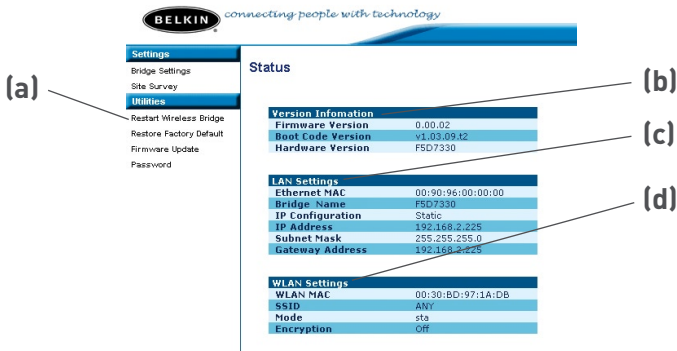 BELKIN connecting people with technology
Settings
Bridge Settings
Site Survey
Utilities
Restart Wireless Bridge
Restore Factory Default
Firmware Update
Password
(a)
Status
Version Infomation
Firmware Version 0.00.02
Boot Code Version v1.03.09.t2
Hardware Version F5D7330
(b)
LAN Settings
Ethernet MAC 00:90:96:00:00:00
Bridge Name F5D7330
IP Configuration Static
IP Address 192.168.2.225
Subnet Mask 255.255.255.0
Gateway Address 192.168.2.225
(c)
WLAN Settings
WLAN MAC 00:30:BD:97:1A:DB
SSID ANY
Mode sta
Encryption Off
(d)